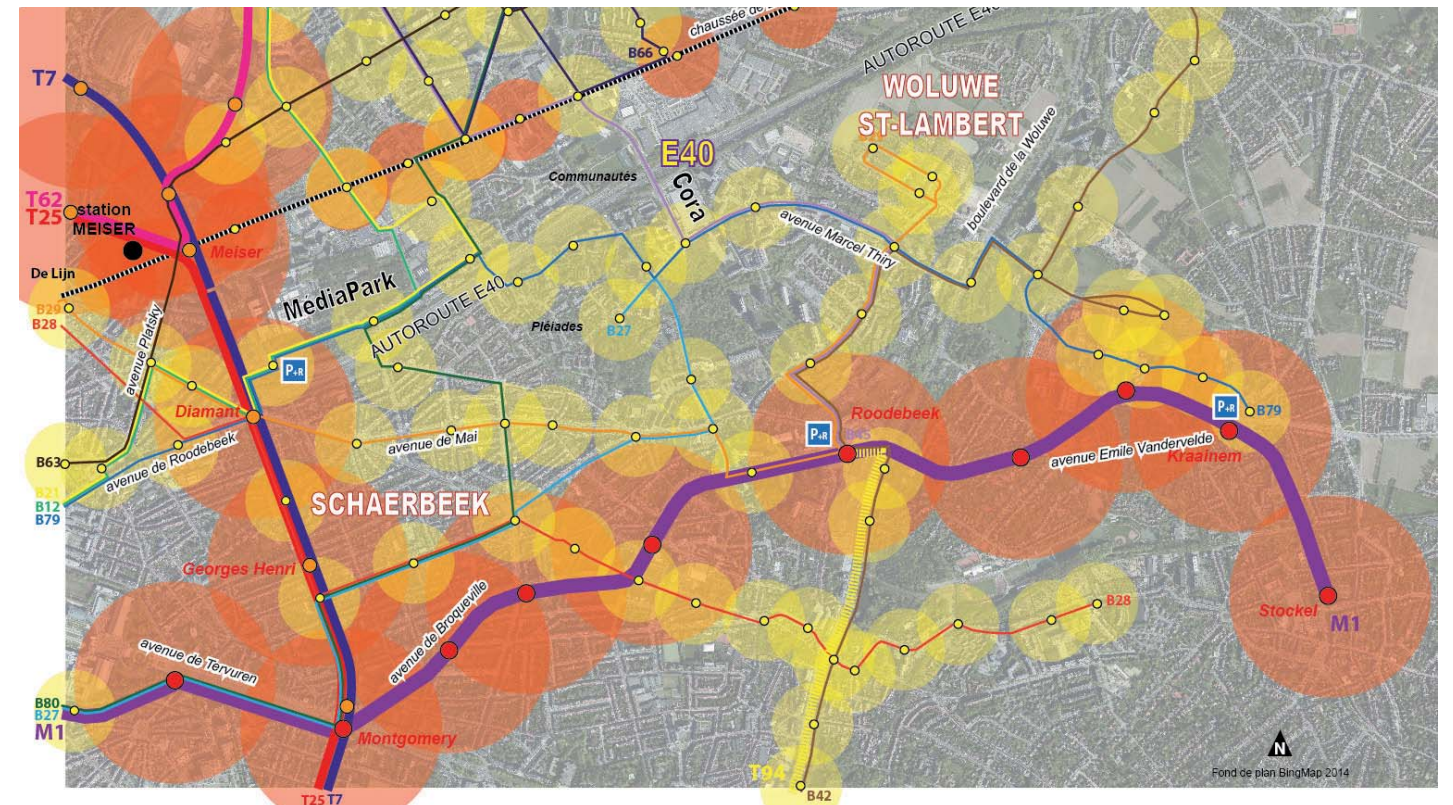 chaussée de
AUTOROUTE E40
B66
T7
WOLUWE
ST-LAMBERT
E40
Cora
Communautés
boulevard de la Woluwe
T62
T25
station
MEISER
Meiser
avenue Marcel Thiry
De Lijn
MédiaPark
AUTOROUTE E40
B29
B28
avenue Platsky
Pléiades
B27
P+R
Diamant
Roodebeek
P+R
B79
P+R
avenue de Mai
avenue Emile Vandervelde
Kraainem
B63
avenue de Roodebeek
B21
B12
B79
SCHAERBEEK
Georges Henri
avenue de Broqueville
B28
Stockel
M1
avenue de Tervuren
B80
B27
M1
Montgomery
T94
B42
T25 T7
N
Fond de plan BingMap 2014